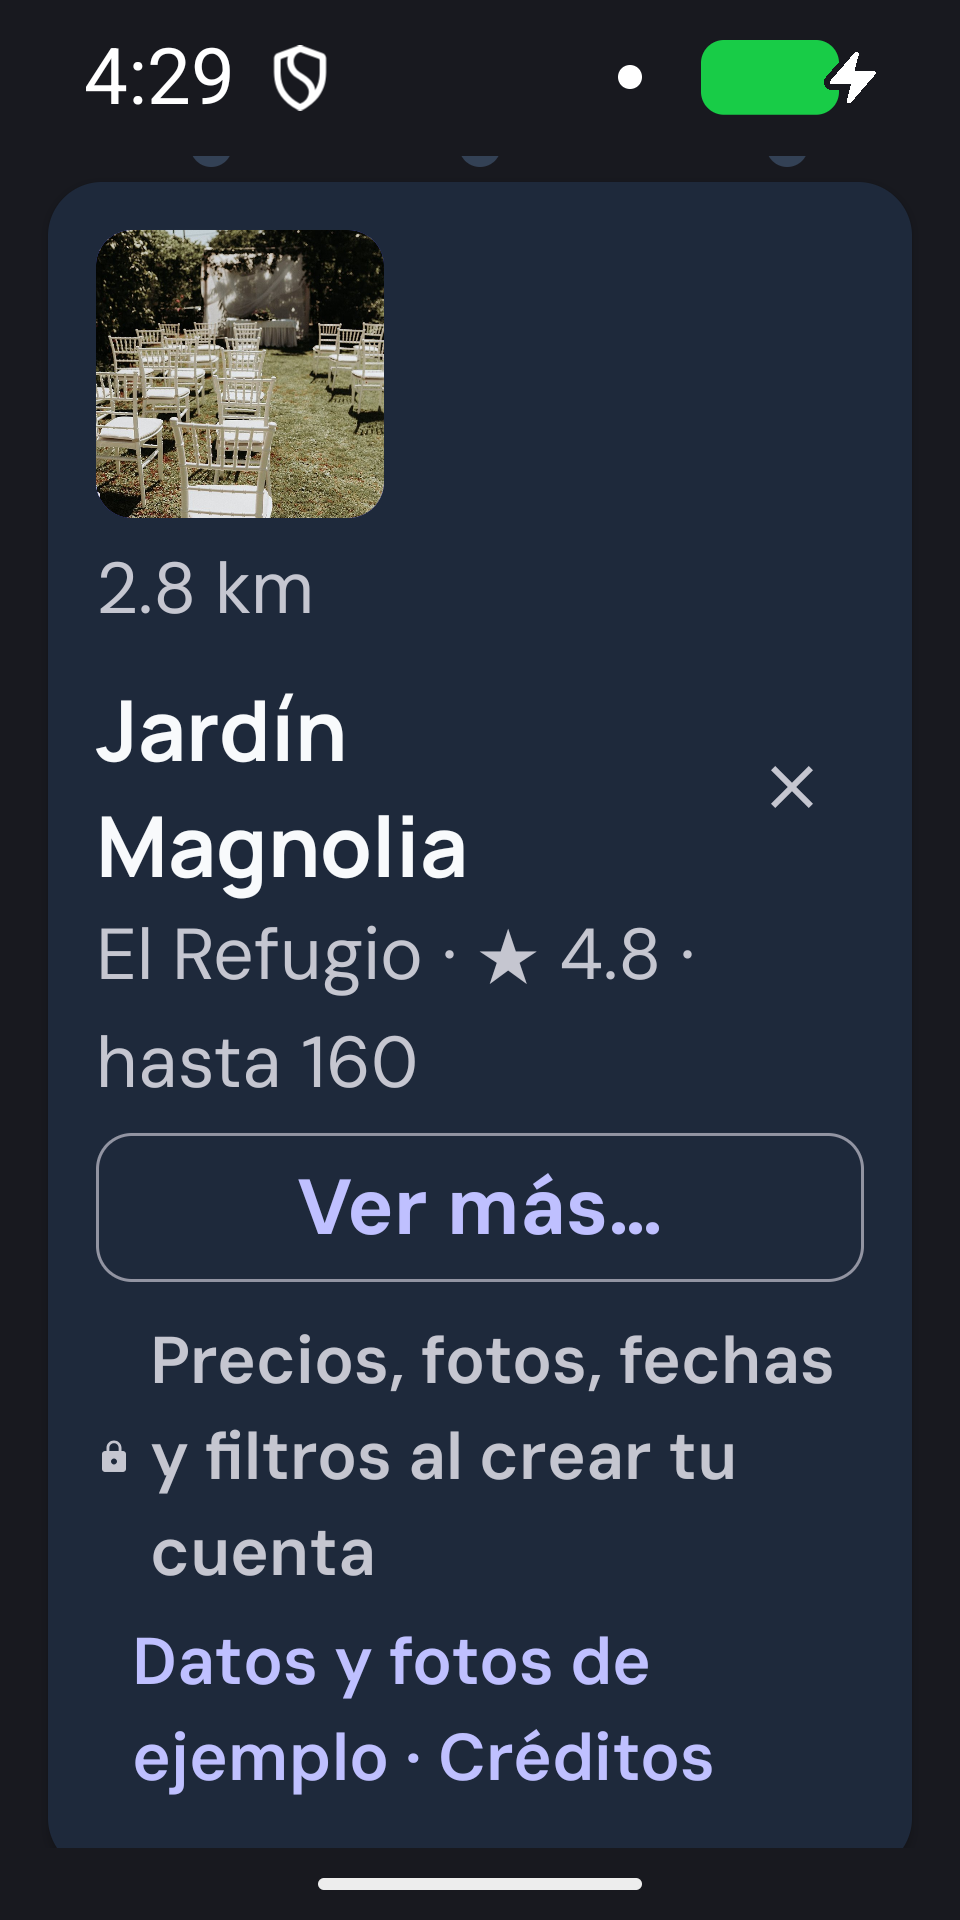 4:29
2.8 km
Jardín
Magnolia
El Refugio · ★ 4.8 ·
hasta 160
Ver más...
Precios, fotos, fechas
y filtros al crear tu
cuenta
Datos y fotos de
ejemplo · Créditos